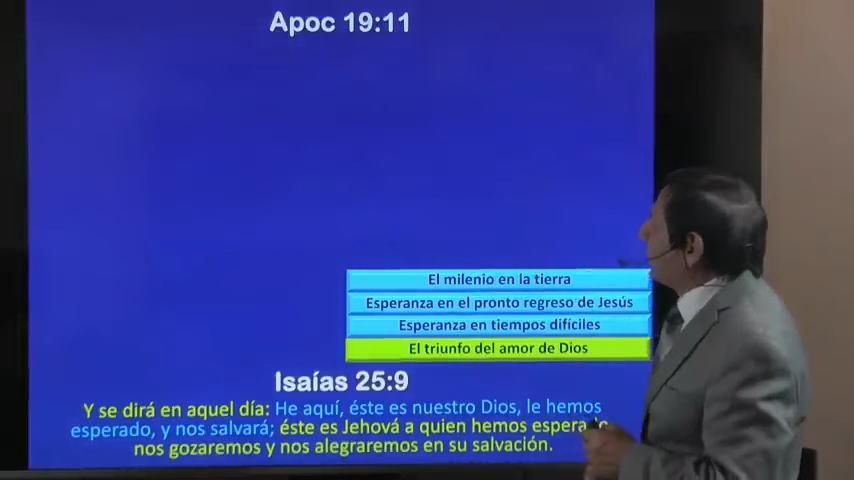 Apoc 19:11
El milenio en la tierra
Esperanza en el pronto regreso de Jesús
Esperanza en tiempos difíciles
El triunfo del amor de Dios
Isaías 25:9
Y se dirá en aquel día: He aquí, éste es nuestro Dios, le hemos
esperado, y nos salvará; éste es Jehová a quien hemos
nos gozaremos y nos alegraremos en su salvación.